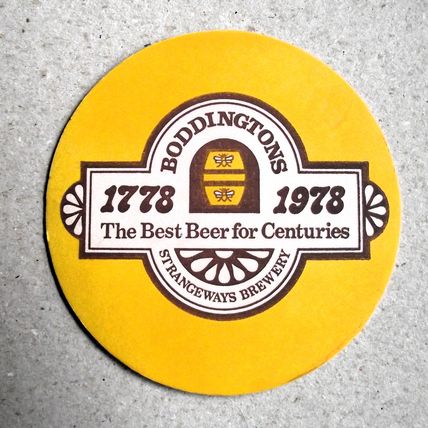 BODDINGTONS
1778 1978
The Best Beer for Centuries
STRANGEWAYS BREWERY